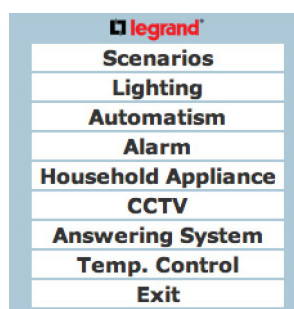 legrand
Scenarios
Lighting
Automatism
Alarm
Household Appliance
CCTV
Answering System
Temp. Control
Exit